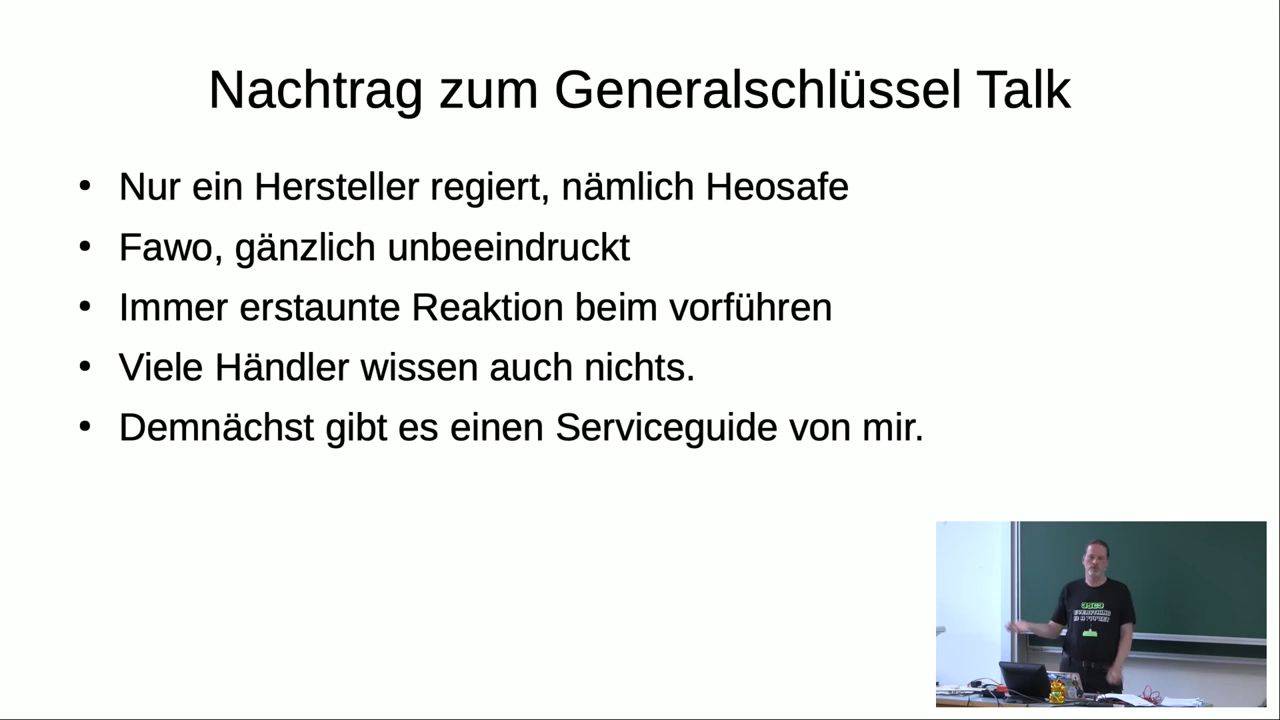 Nachtrag zum Generalschlüssel Talk
• Nur ein Hersteller regiert, nämlich Heosafe
• Fawo, gänzlich unbeeindruckt
• Immer erstaunte Reaktion beim vorführen
• Viele Händler wissen auch nichts.
• Demnächst gibt es einen Serviceguide von mir.